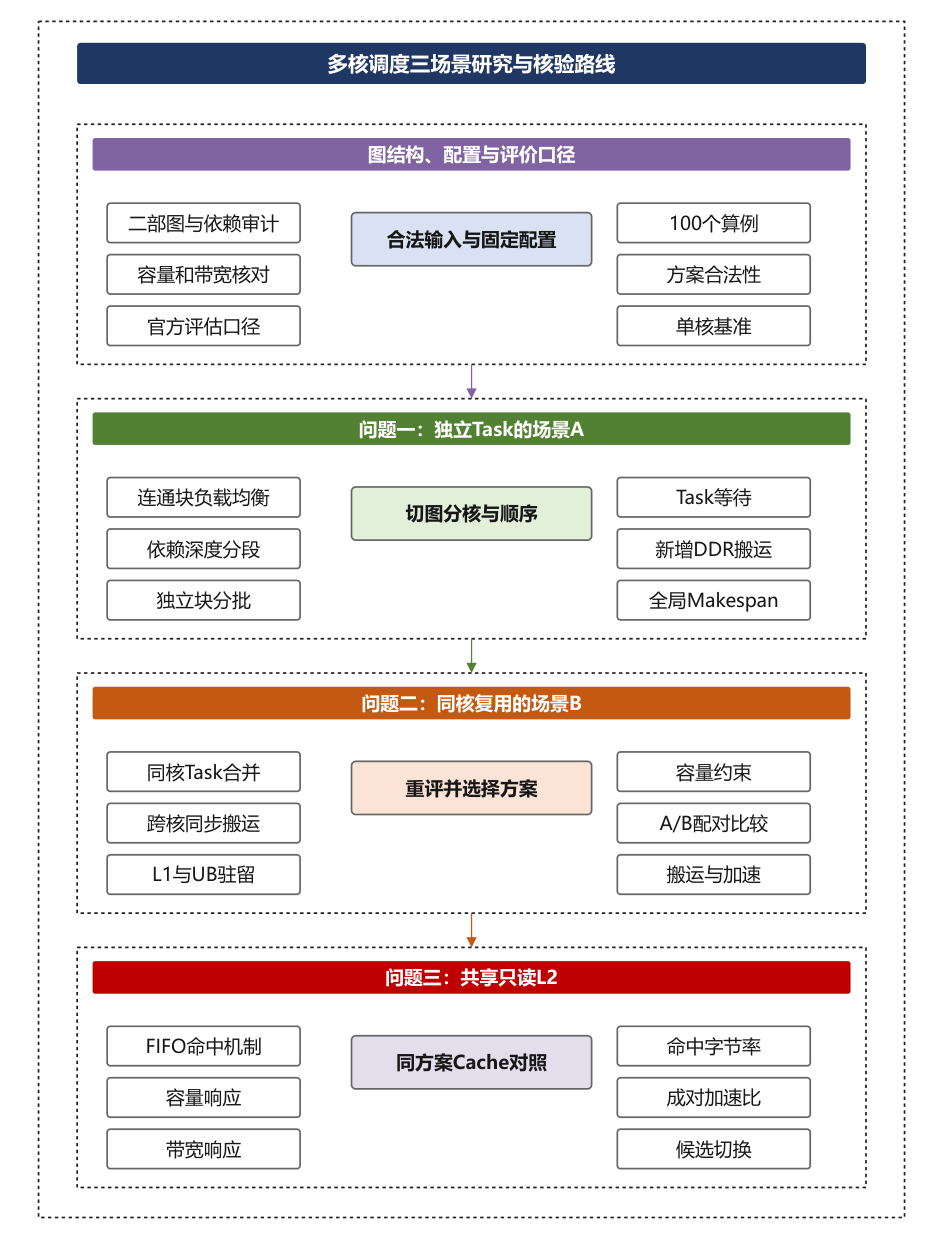 多核调度三场景研究与核验路线
图结构、配置与评价口径
二部图与依赖审计
容量和带宽核对
官方评估口径
合法输入与固定配置
100个算例
方案合法性
单核基准
问题一：独立Task的场景A
连通块负载均衡
依赖深度分段
独立块分批
切图分核与顺序
Task等待
新增DDR搬运
全局Makespan
问题二：同核复用的场景B
同核Task合并
跨核同步搬运
L1与UB驻留
重评并选择方案
容量约束
A/B配对比较
搬运与加速
问题三：共享只读L2
FIFO命中机制
容量响应
带宽响应
同方案Cache对照
命中字节率
成对加速比
候选切换